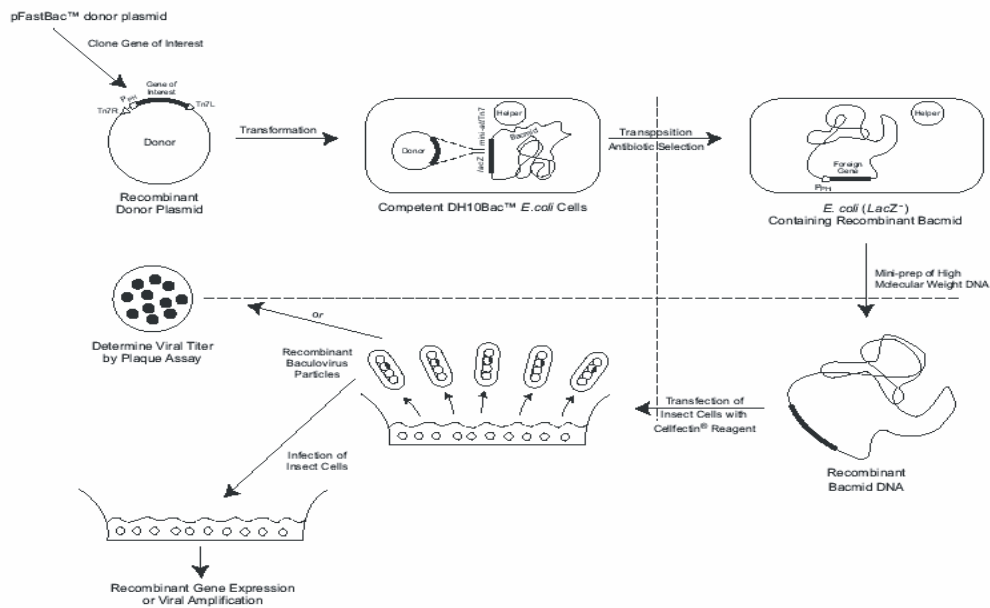 pFastBac™ donor plasmid
Clone Gene of Interest
Gene of
Interest
PPH
Tn7R
Tn7L
Donor
Recombinant
Donor Plasmid
Transformation
Donor
lacZ
mini-attTn7
Helper
Bacmid
Competent DH10Bac™ E.coli Cells
Transposition
Antibiotic Selection
Helper
Foreign
Gene
PPH
E. coli (LacZ⁻)
Containing Recombinant Bacmid
Mini-prep of High
Molecular Weight DNA
Recombinant
Bacmid DNA
Transfection of
Insect Cells with
Cellfectin® Reagent
Recombinant
Baculovirus
Particles
or
Determine Viral Titer
by Plaque Assay
Infection of
Insect Cells
Recombinant Gene Expression
or Viral Amplification